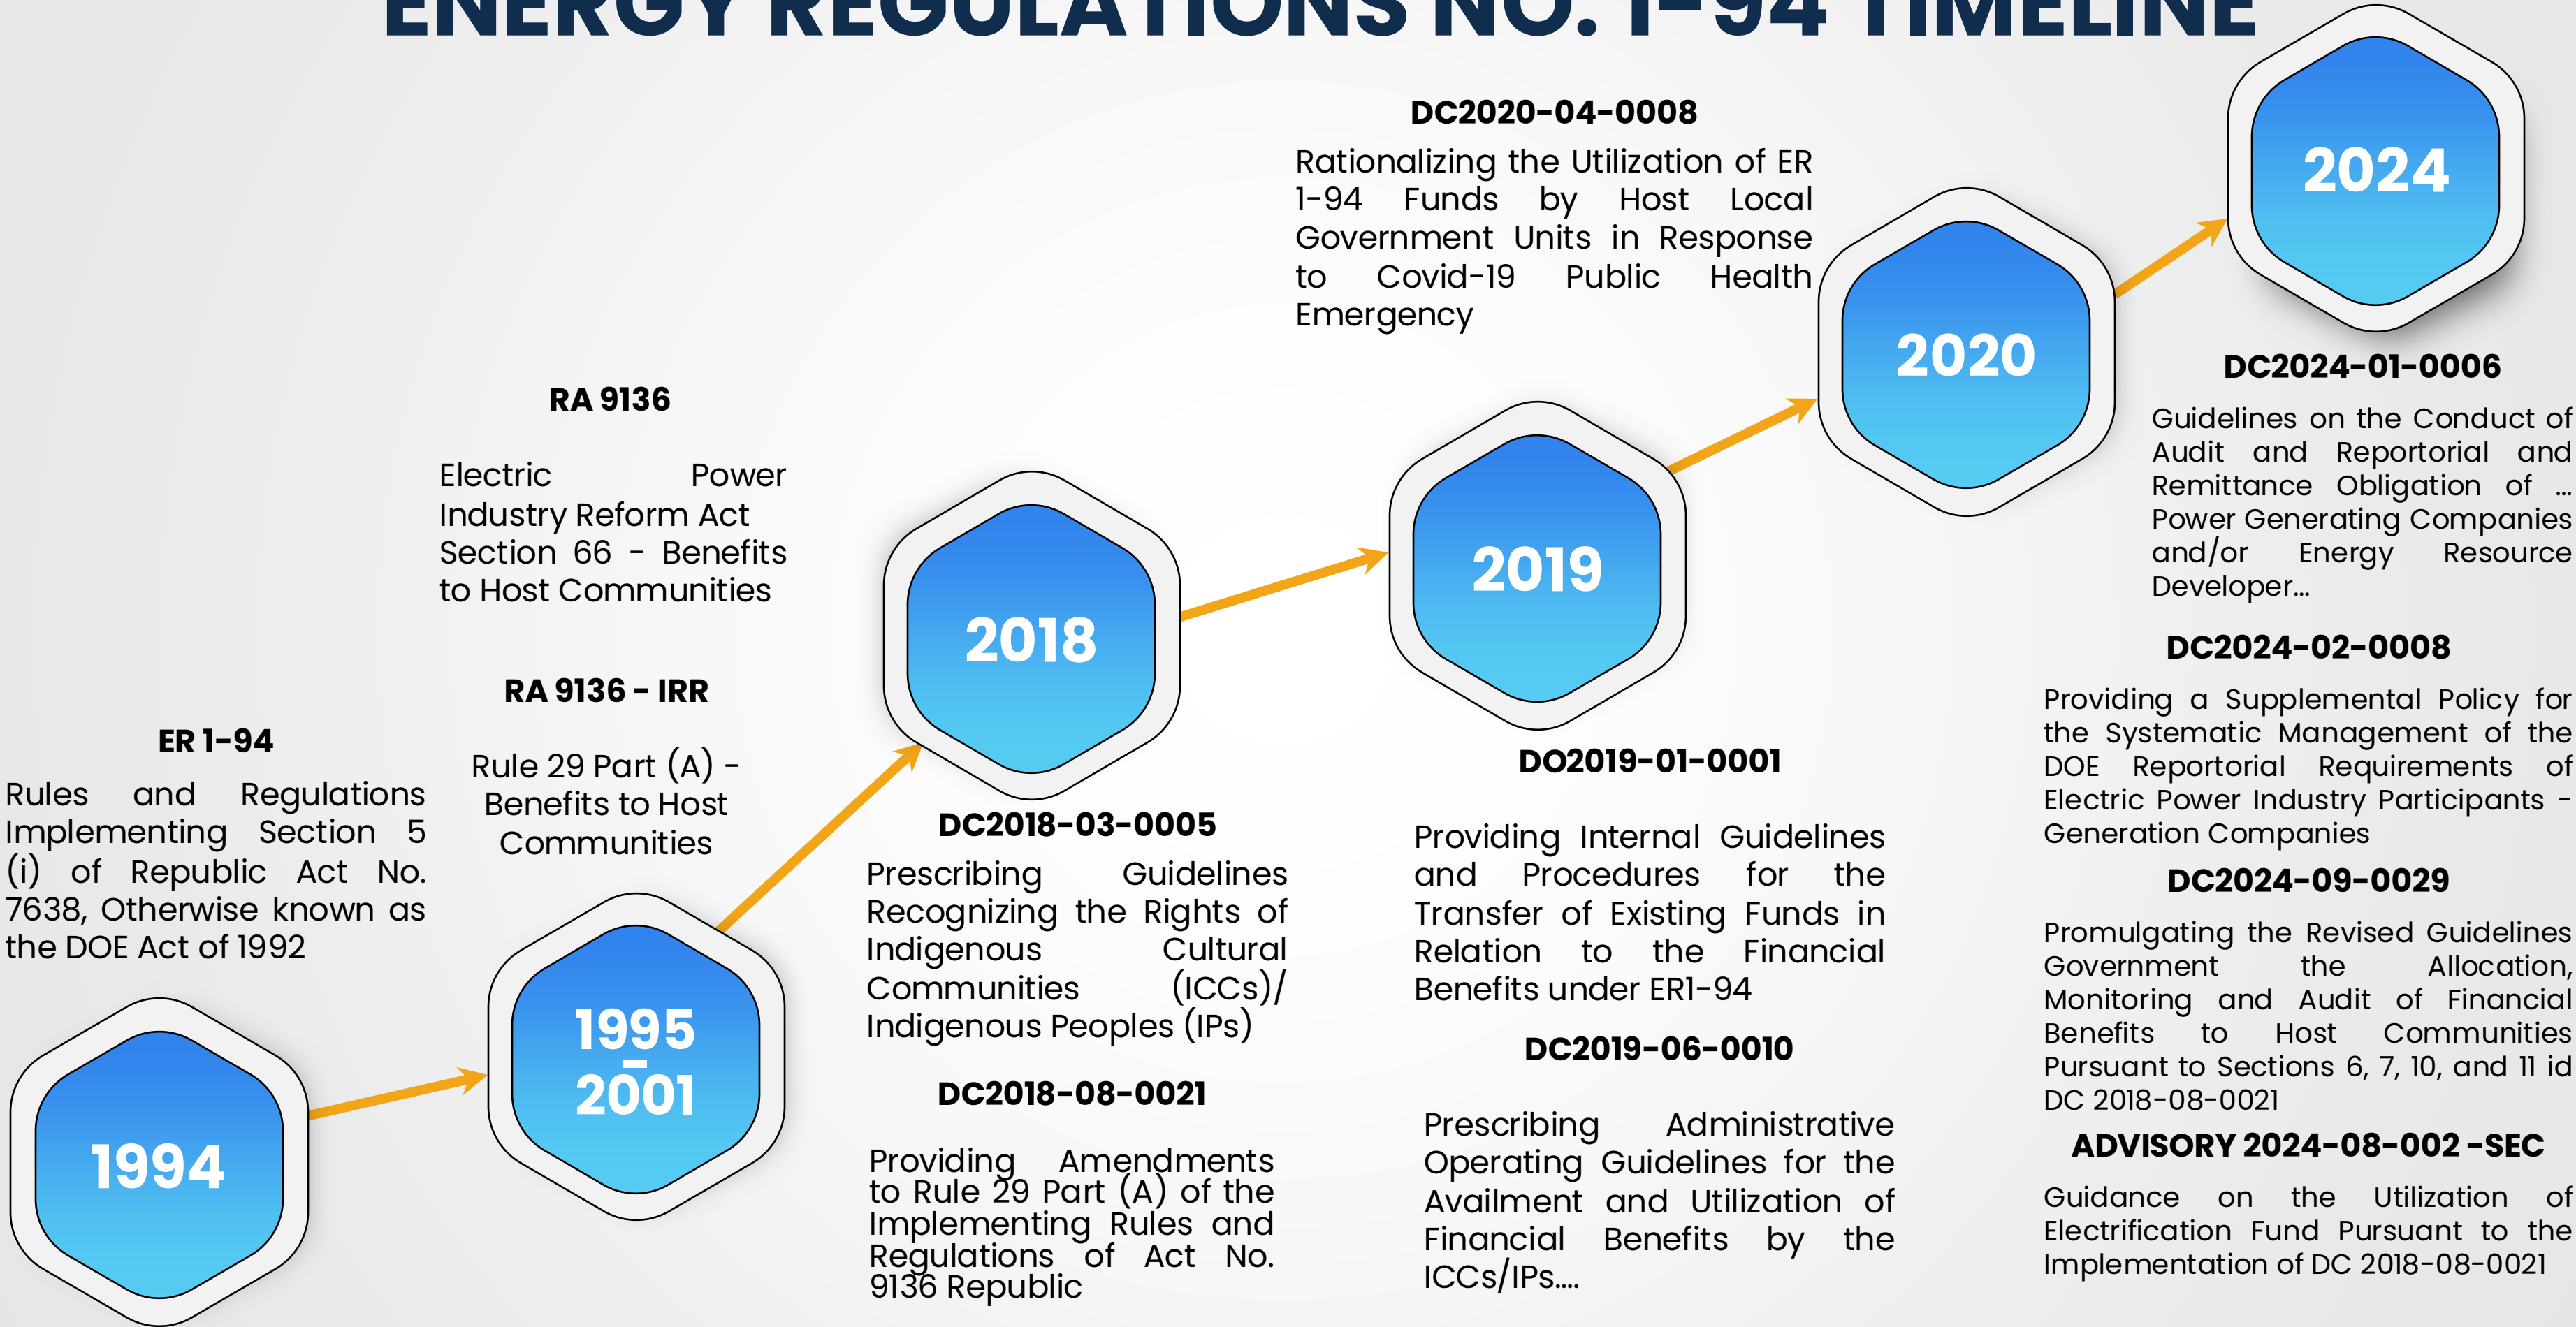 ENERGY REGULATIONS NO. 1-94 TIMELINE
ER 1-94
Rules and Regulations
Implementing Section 5
(i) of Republic Act No.
7638, Otherwise known as
the DOE Act of 1992
1994
RA 9136
Electric Power
Industry Reform Act
Section 66 - Benefits
to Host Communities
RA 9136 - IRR
Rule 29 Part (A) -
Benefits to Host
Communities
1995
-
2001
2018
DC2018-03-0005
Prescribing Guidelines
Recognizing the Rights of
Indigenous Cultural
Communities (ICCs)/
Indigenous Peoples (IPs)
DC2018-08-0021
Providing Amendments
to Rule 29 Part (A) of the
Implementing Rules and
Regulations of Act No.
9136 Republic
2019
DO2019-01-0001
Providing Internal Guidelines
and Procedures for the
Transfer of Existing Funds in
Relation to the Financial
Benefits under ER1-94
DC2019-06-0010
Prescribing Administrative
Operating Guidelines for the
Availment and Utilization of
Financial Benefits by the
ICCs/IPs....
DC2020-04-0008
Rationalizing the Utilization of ER
1-94 Funds by Host Local
Government Units in Response
to Covid-19 Public Health
Emergency
2020
2024
DC2024-01-0006
Guidelines on the Conduct of
Audit and Reportorial and
Remittance Obligation of ...
Power Generating Companies
and/or Energy Resource
Developer...
DC2024-02-0008
Providing a Supplemental Policy for
the Systematic Management of the
DOE Reportorial Requirements of
Electric Power Industry Participants -
Generation Companies
DC2024-09-0029
Promulgating the Revised Guidelines
Government the Allocation,
Monitoring and Audit of Financial
Benefits to Host Communities
Pursuant to Sections 6, 7, 10, and 11 id
DC 2018-08-0021
ADVISORY 2024-08-002 -SEC
Guidance on the Utilization of
Electrification Fund Pursuant to the
Implementation of DC 2018-08-0021